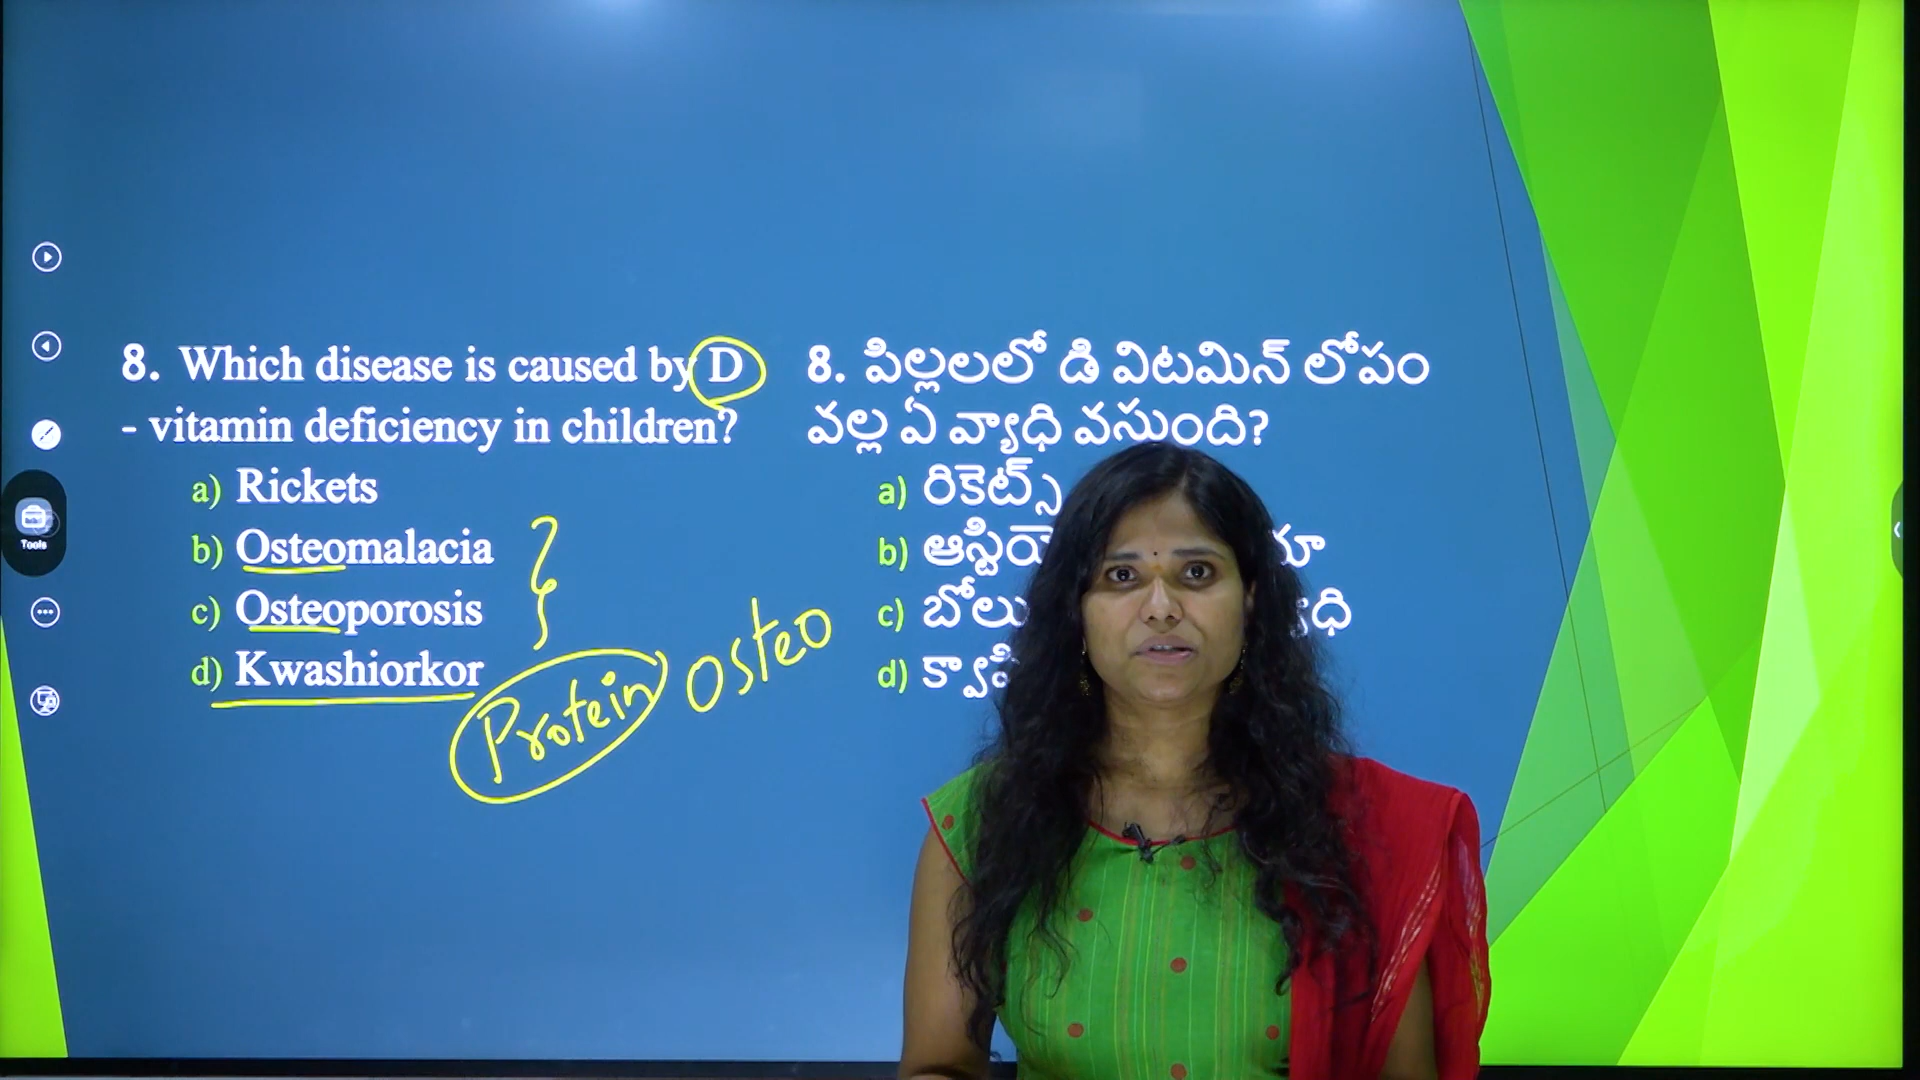 8. Which disease is caused by D
- vitamin deficiency in children?
a) Rickets
b) Osteomalacia
c) Osteoporosis
d) Kwashiorkor
Protein
osteo
8. పిల్లలలో డి విటమిన్ లోపం
వల్ల ఏ వ్యాధి వస్తుంది?
a) రికెట్స్
b)
c)
d)
Tools